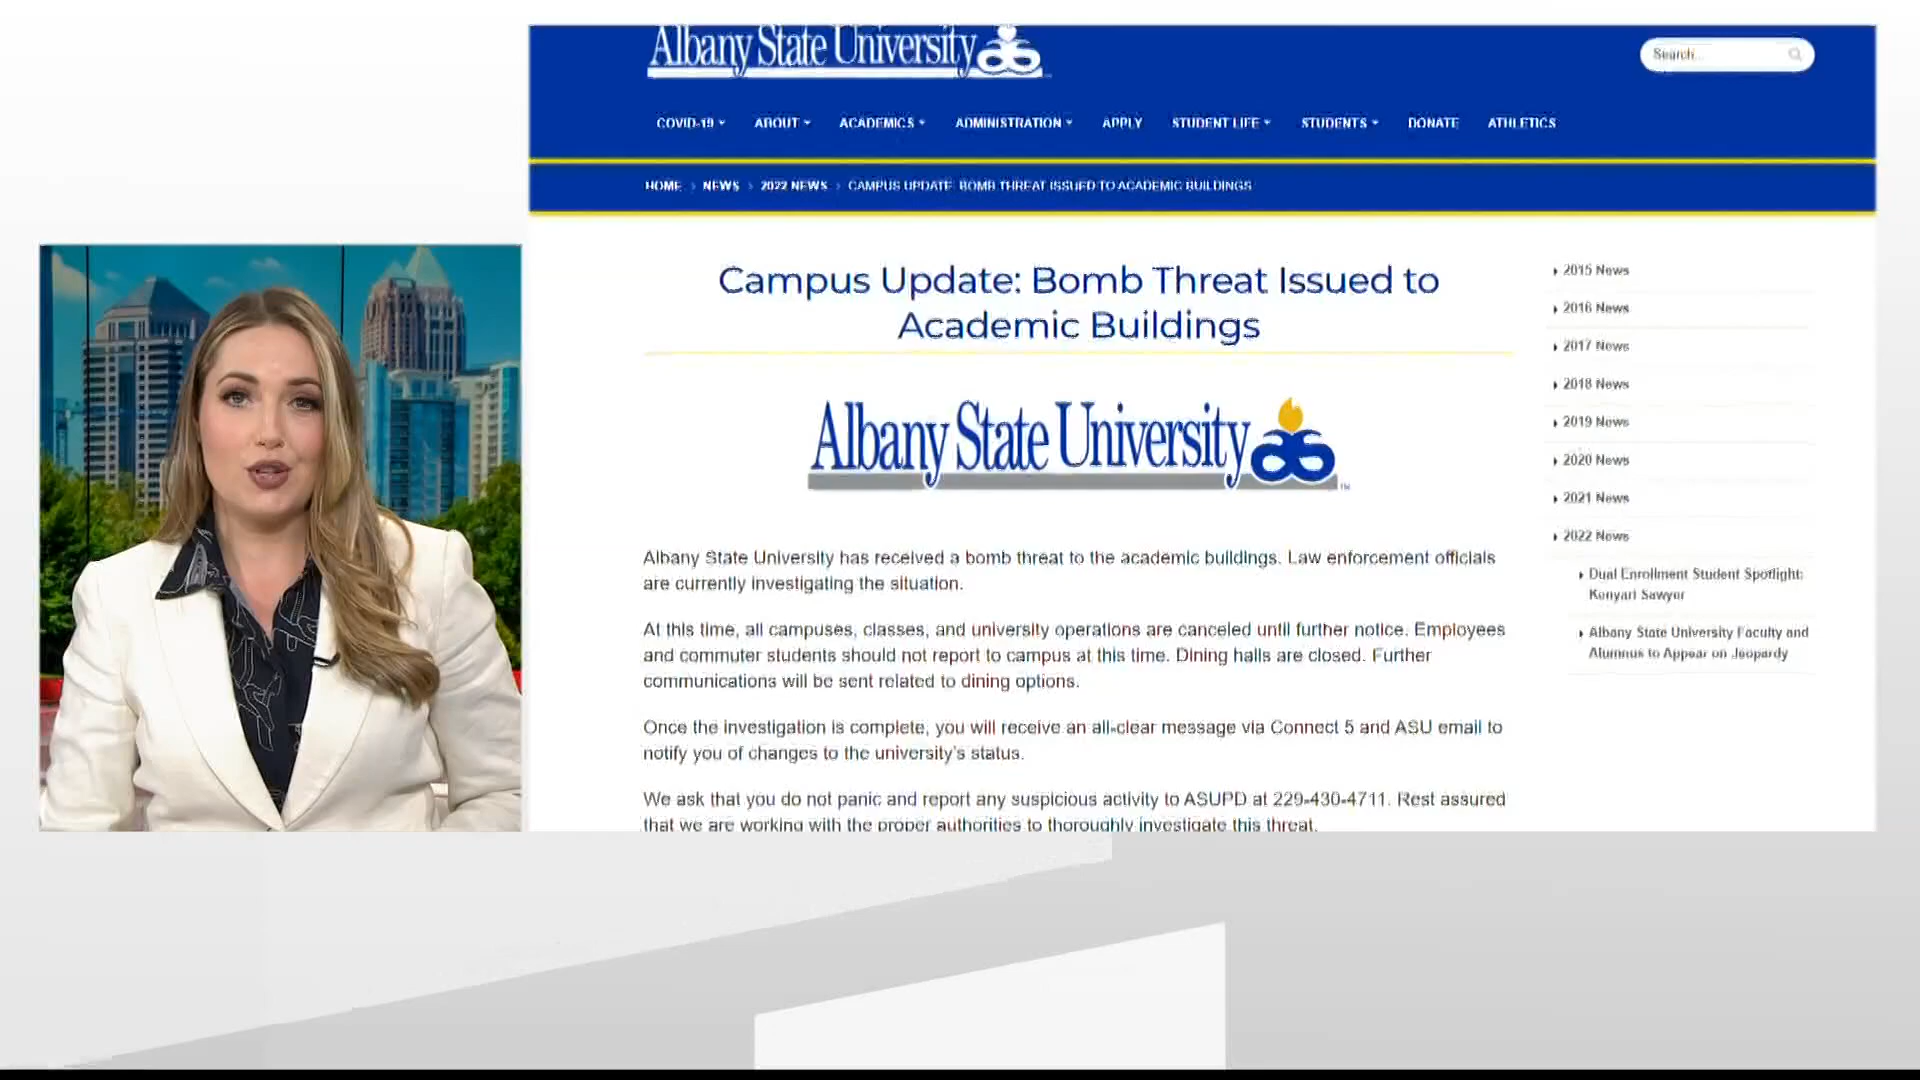 Albany State University
Search...
COVID-19 ABOUT ACADEMICS ADMINISTRATION APPLY STUDENT LIFE STUDENTS DONATE ATHLETICS
HOME > NEWS > 2022 NEWS > CAMPUS UPDATE: BOMB THREAT ISSUED TO ACADEMIC BUILDINGS
Campus Update: Bomb Threat Issued to
Academic Buildings
Albany State University
TM
Albany State University has received a bomb threat to the academic buildings. Law enforcement officials
are currently investigating the situation.
At this time, all campuses, classes, and university operations are canceled until further notice. Employees
and commuter students should not report to campus at this time. Dining halls are closed. Further
communications will be sent related to dining options.
Once the investigation is complete, you will receive an all-clear message via Connect 5 and ASU email to
notify you of changes to the university's status.
We ask that you do not panic and report any suspicious activity to ASUPD at 229-430-4711. Rest assured
that we are working with the proper authorities to thoroughly investigate this threat.
2015 News
2016 News
2017 News
2018 News
2019 News
2020 News
2021 News
2022 News
Dual Enrollment Student Spotlight:
Kenyari Sawyer
Albany State University Faculty and
Alumnus to Appear on Jeopardy